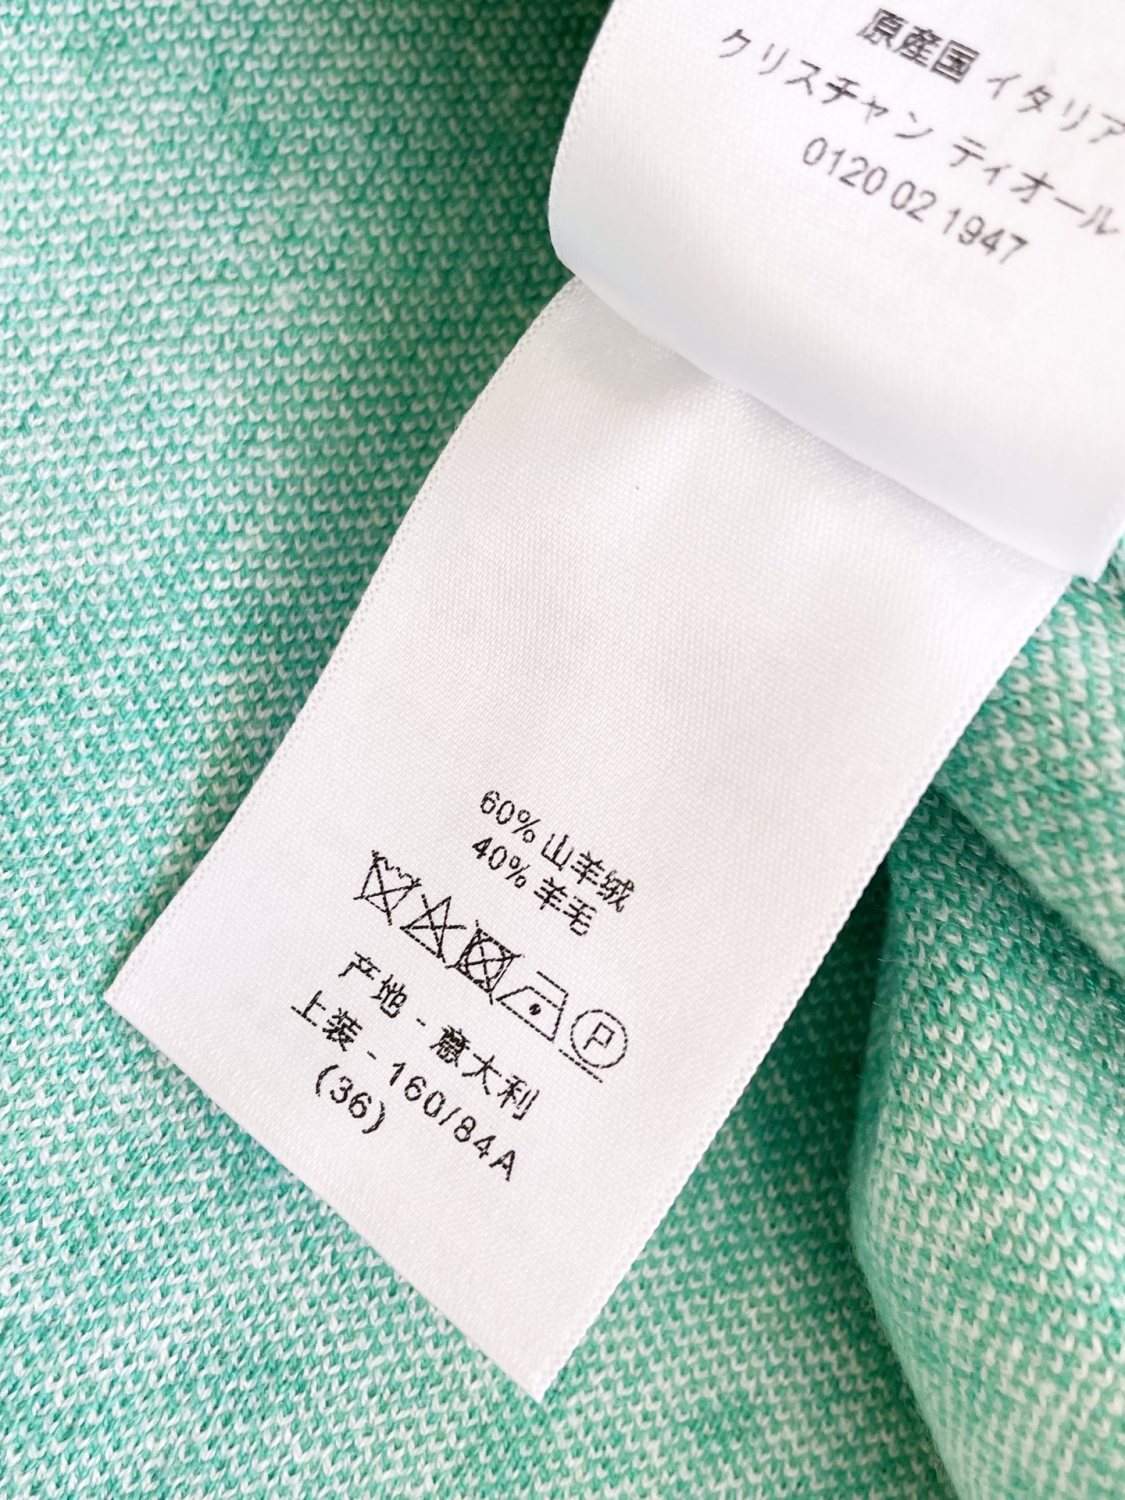 原産国 イタリア
クリスチャン ディオール
0120 02 1947
60% 山羊绒
40% 羊毛
P
产地 - 意大利
上装 - 160/84A
(36)